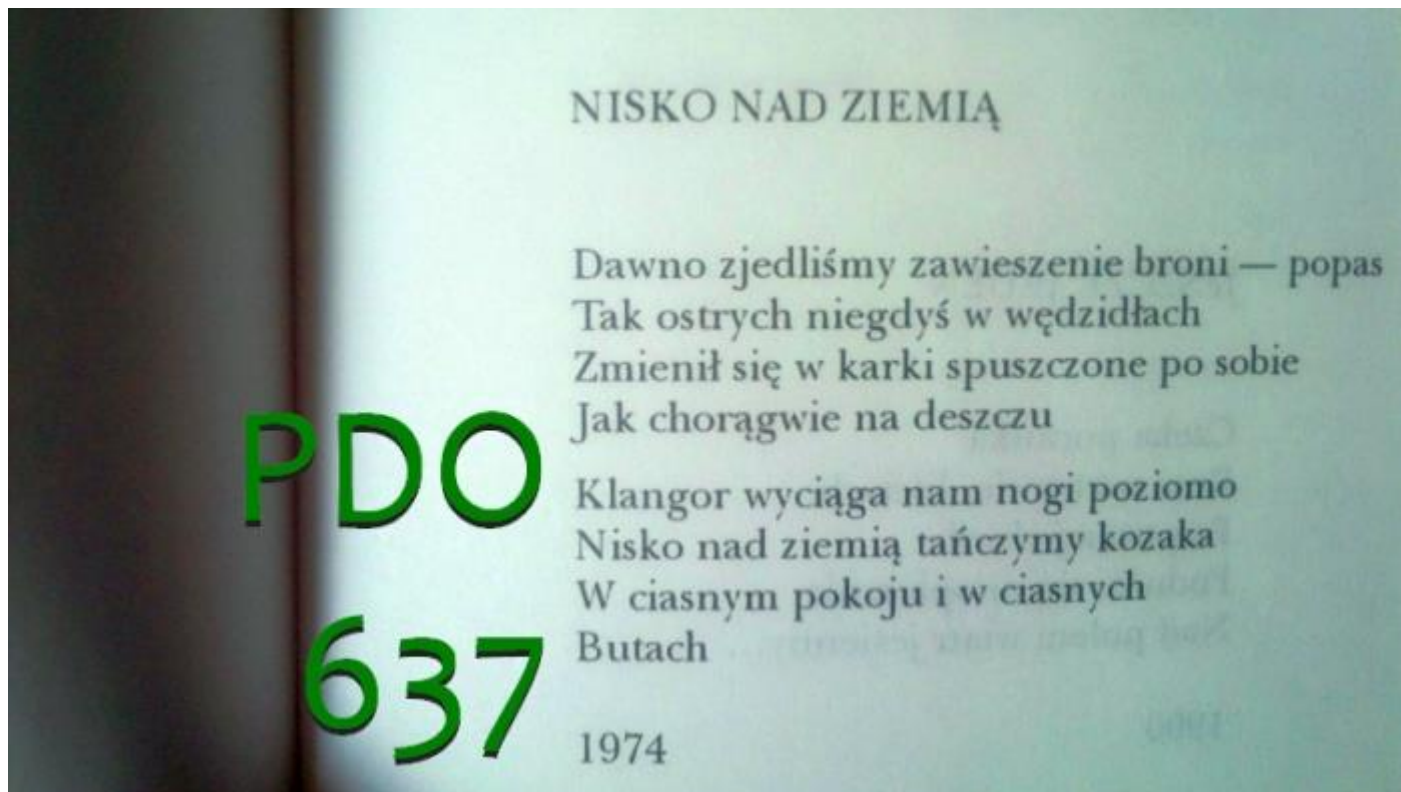 NISKO NAD ZIEMIĄ
Dawno zjedliśmy zawieszenie broni — popas
Tak ostrych niegdyś w wędzidłach
Zmienił się w karki spuszczone po sobie
Jak chorągwie na deszczu
Klangor wyciąga nam nogi poziomo
Nisko nad ziemią tańczymy kozaka
W ciasnym pokoju i w ciasnych
Butach
1974
PDO
637